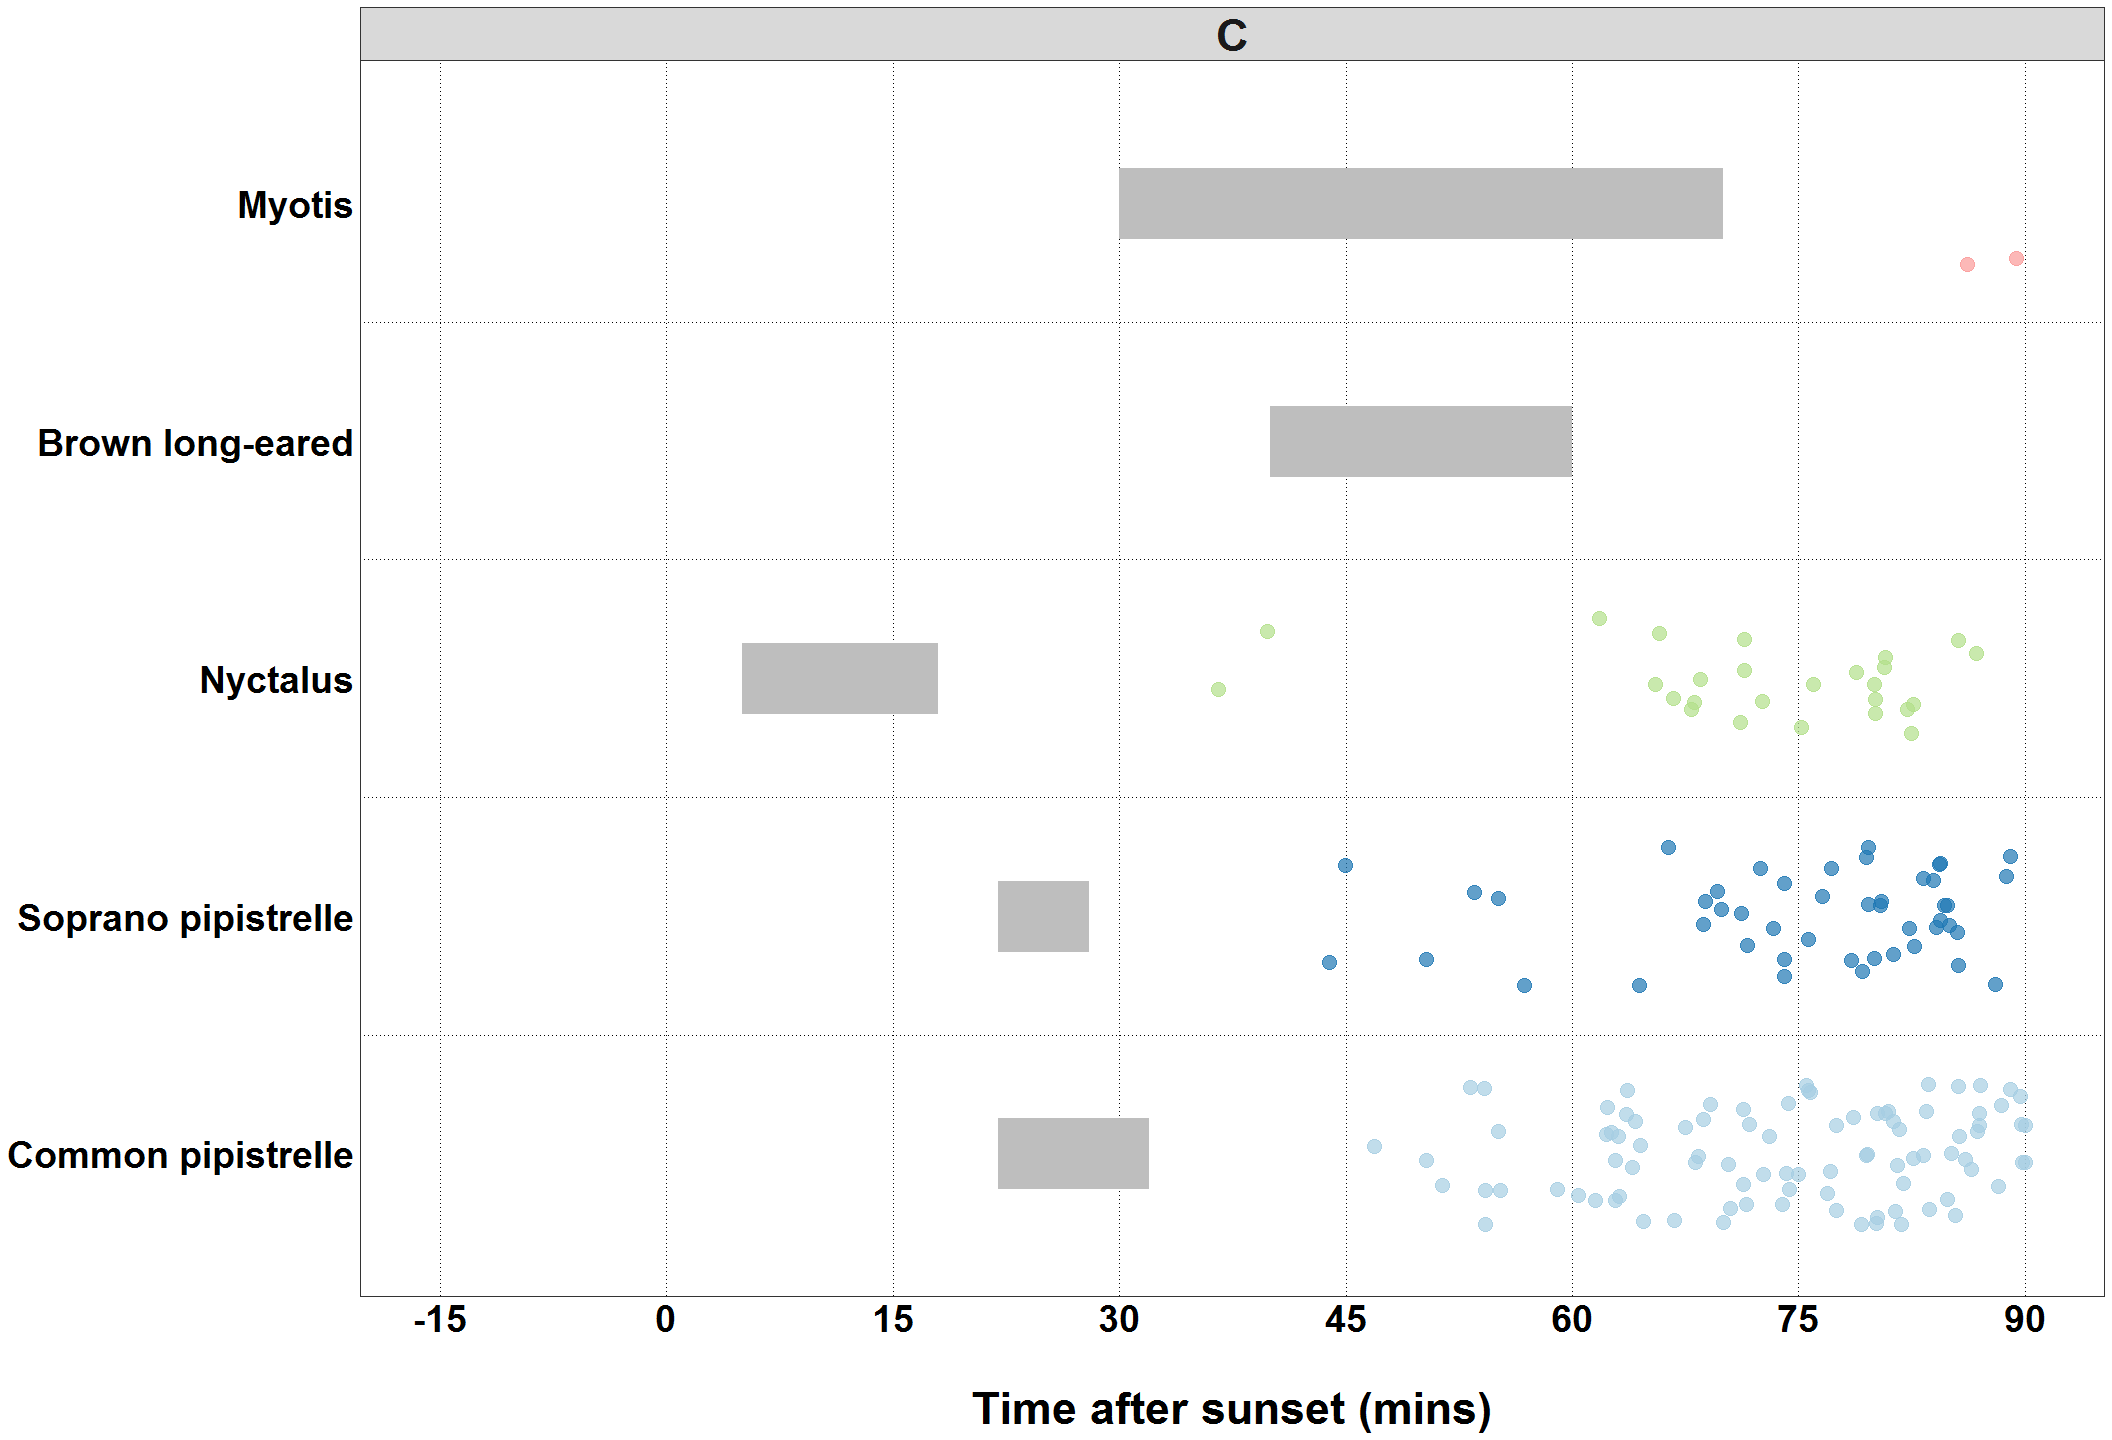 C
Myotis
Brown long-eared
Nyctalus
Soprano pipistrelle
Common pipistrelle
-15 0 15 30 45 60 75 90
Time after sunset (mins)